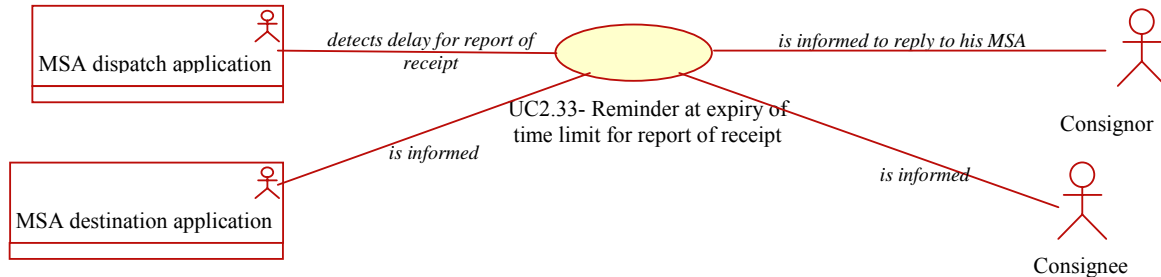 MSA dispatch application
detects delay for report of
receipt
is informed to reply to his MSA
Consignor
UC2.33- Reminder at expiry of
time limit for report of receipt
MSA destination application
is informed
is informed
Consignee